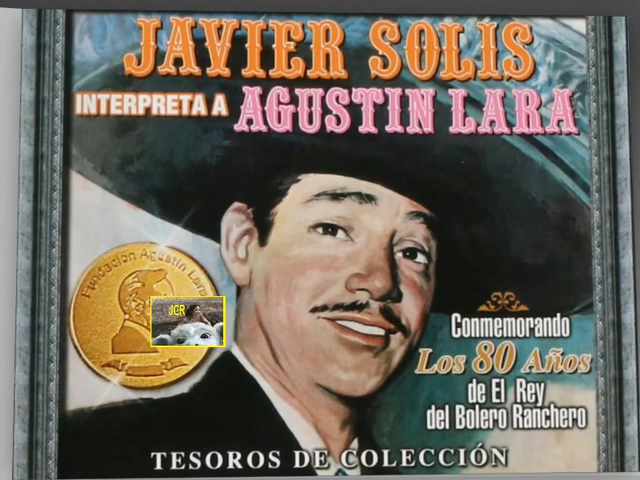 JAVIER SOLIS
INTERPRETA A AGUSTIN LARA
Fundación Agustín Lara
JCR
Conmemorando
Los 80 Años
de El Rey
del Bolero Ranchero
TESOROS DE COLECCIÓN